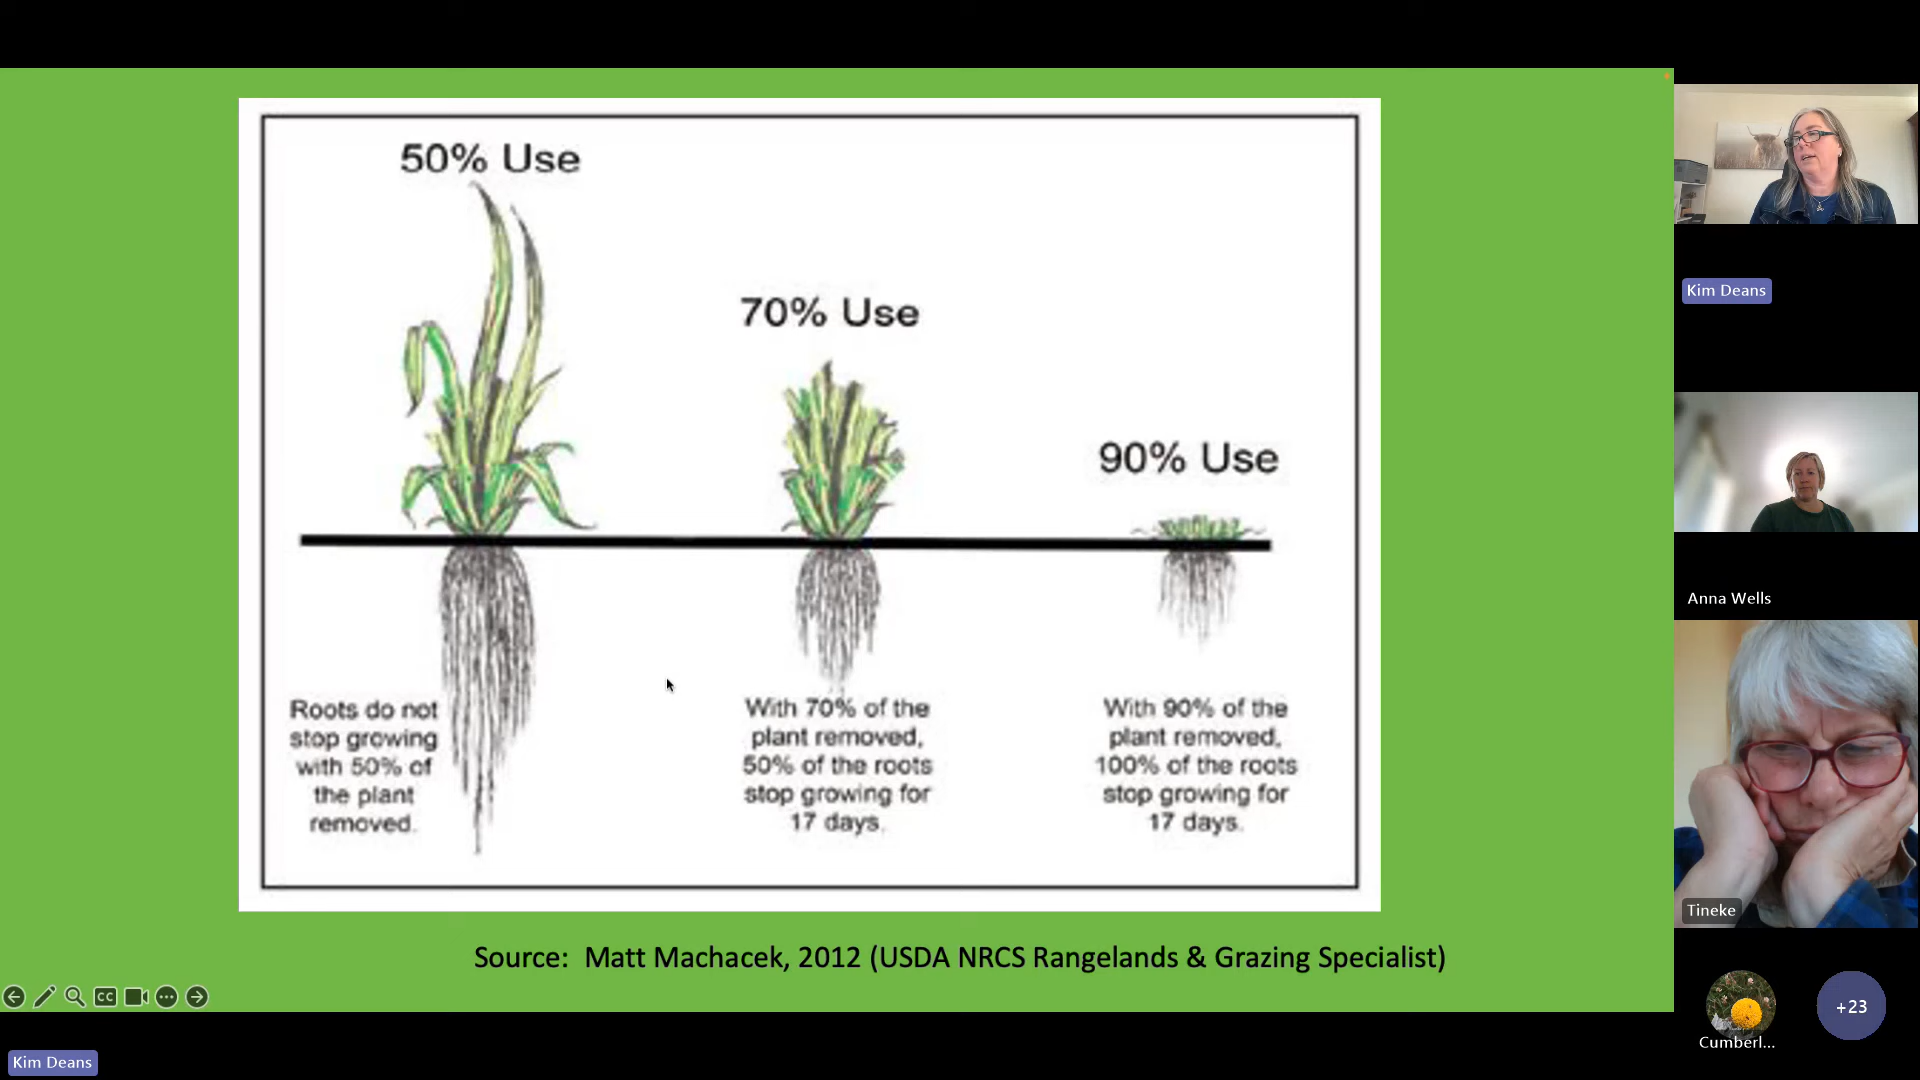 50% Use
70% Use
90% Use
Roots do not
stop growing
with 50% of
the plant
removed.
With 70% of the
plant removed,
50% of the roots
stop growing for
17 days.
With 90% of the
plant removed,
100% of the roots
stop growing for
17 days.
Source: Matt Machacek, 2012 (USDA NRCS Rangelands & Grazing Specialist)
CC
Kim Deans
Kim Deans
Anna Wells
Tineke
Cumberl...
+23